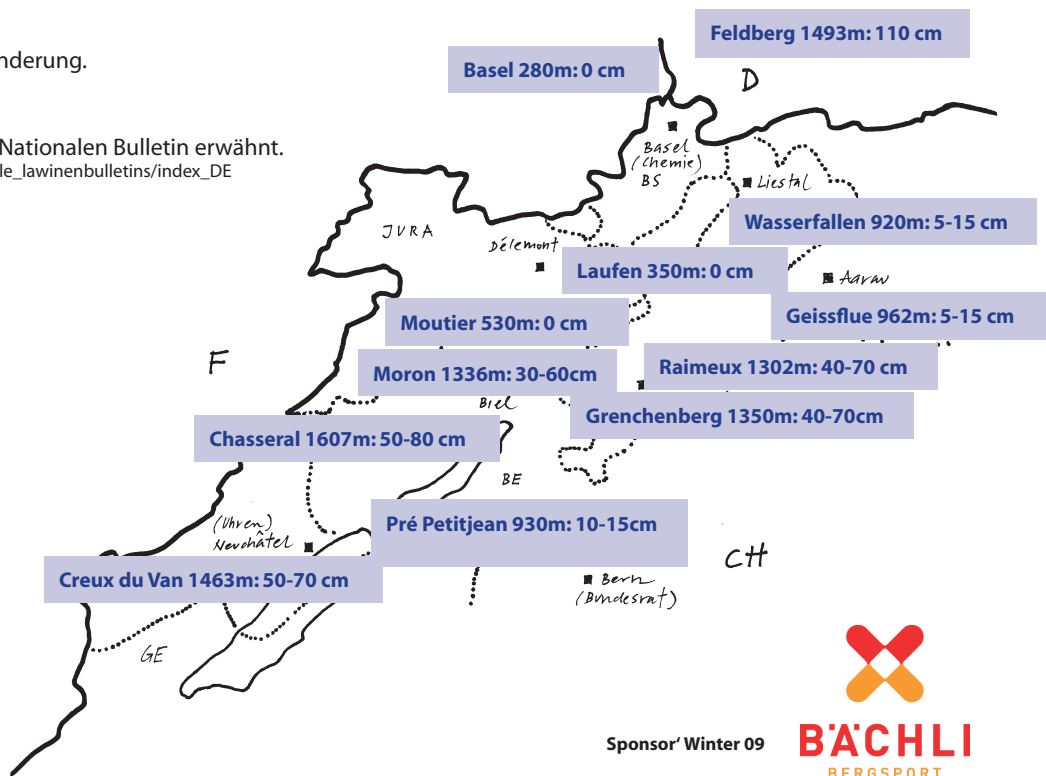 nderung.
Nationalen Bulletin erwähnt.
le_lawinenbulletins/index_DE
Feldberg 1493m: 110 cm
Basel 280m: 0 cm
D
Basel
(Chemie)
BS
Liestal
Wasserfallen 920m: 5-15 cm
JURA
Délemont
Laufen 350m: 0 cm
Aarau
Moutier 530m: 0 cm
Geissflue 962m: 5-15 cm
F
Moron 1336m: 30-60cm
Raimeux 1302m: 40-70 cm
Biel
Grenchenberg 1350m: 40-70cm
Chasseral 1607m: 50-80 cm
BE
(Uhren)
Neuchâtel
Pré Petitjean 930m: 10-15cm
CH
Creux du Van 1463m: 50-70 cm
Bern
(Bundesrat)
GE
Sponsor‘ Winter 09
BÄCHLI
BERGSPORT